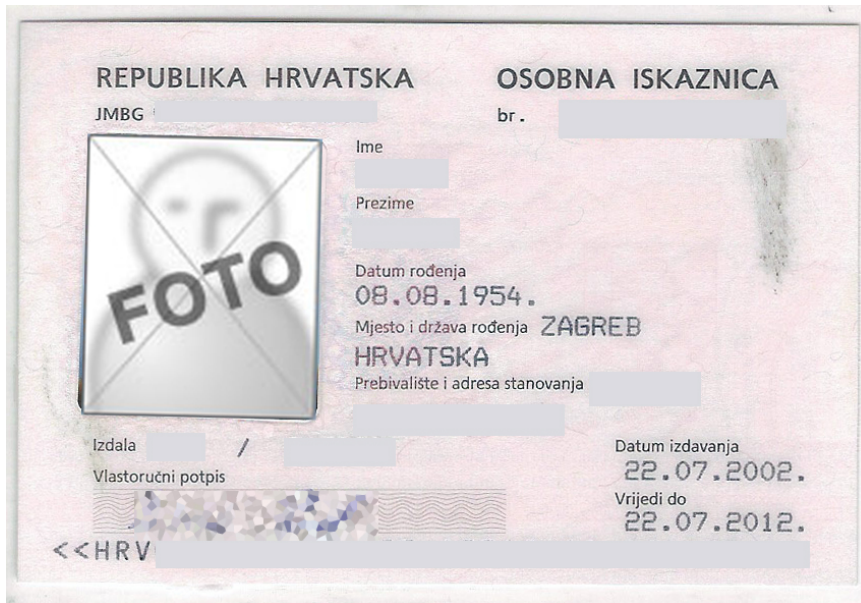 REPUBLIKA HRVATSKA OSOBNA ISKAZNICA
JMBG br.
Ime
Prezime
FOTO
Datum rođenja
08.08.1954.
Mjesto i država rođenja ZAGREB
HRVATSKA
Prebivalište i adresa stanovanja
Izdala / Datum izdavanja
22.07.2002.
Vlastoručni potpis
Vrijedi do
22.07.2012.
<<HRV